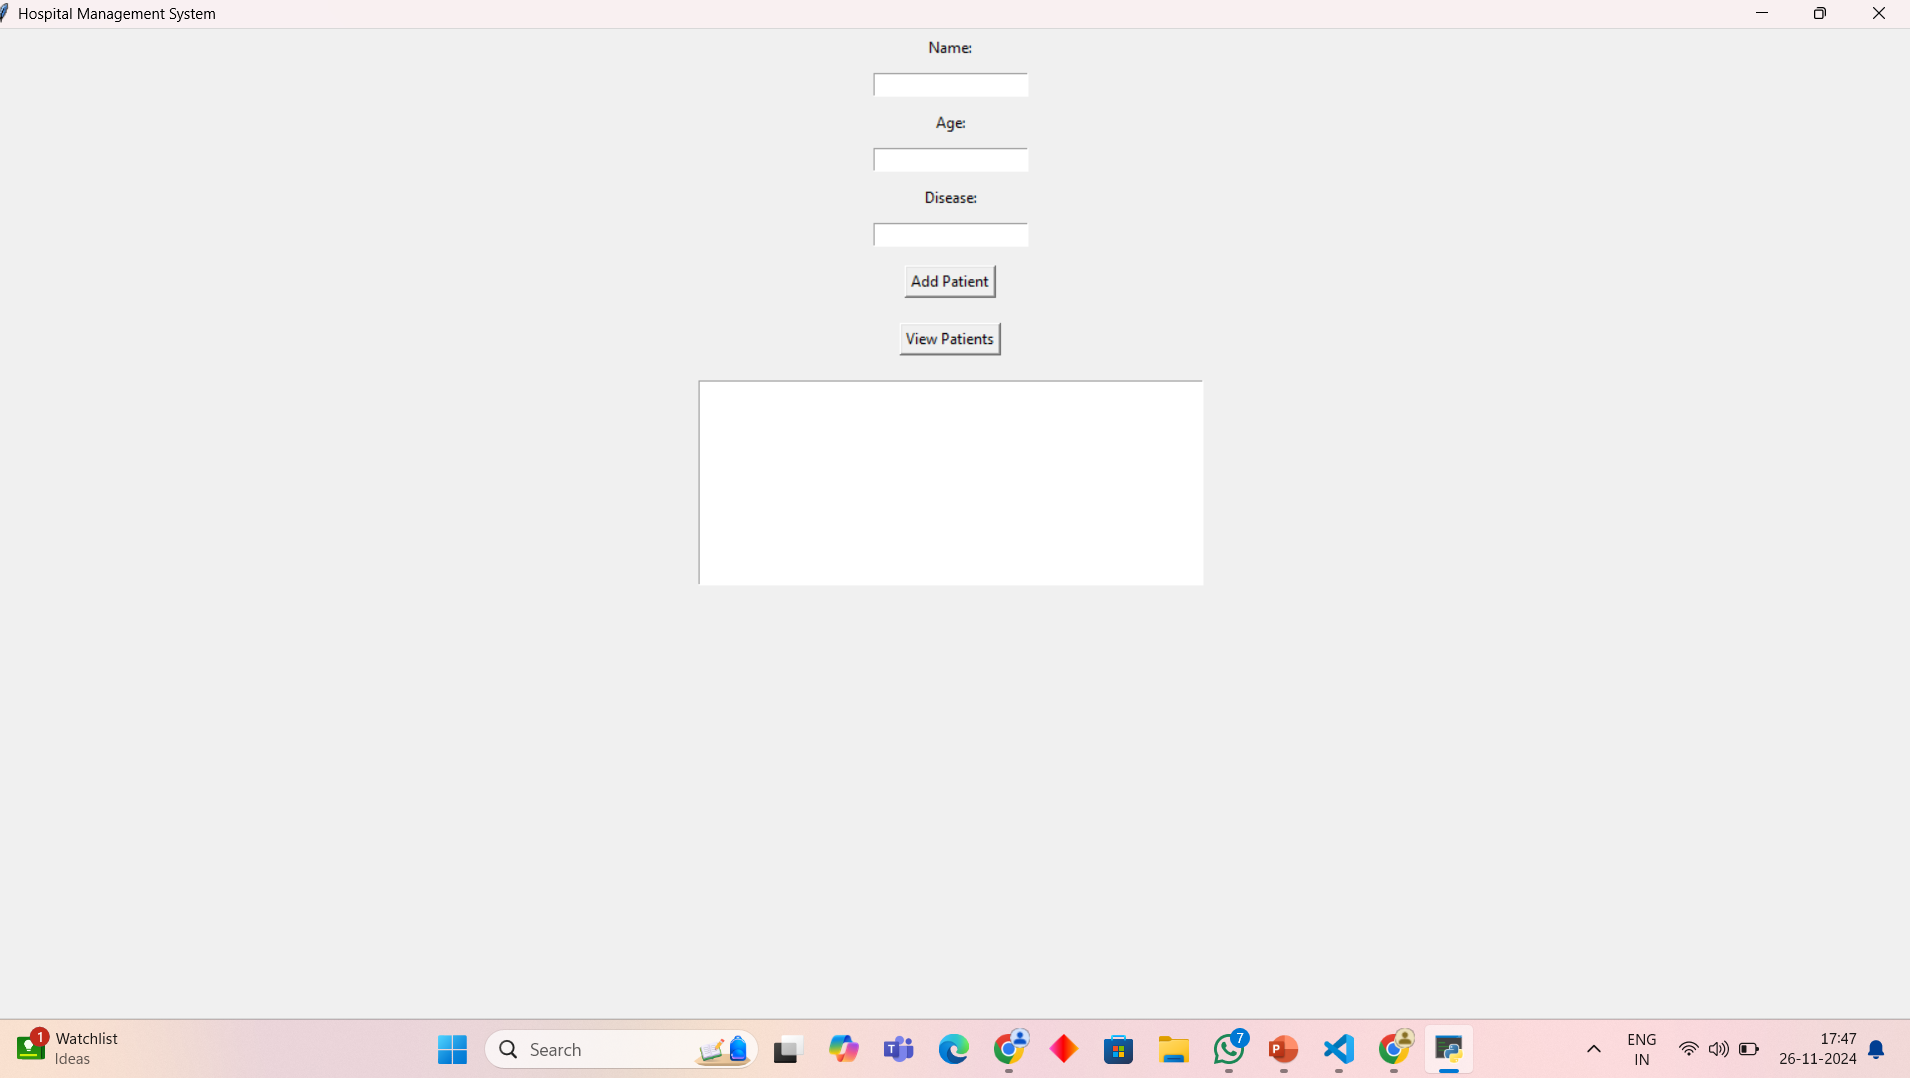 Hospital Management System
Name:
Age:
Disease:
Add Patient
View Patients
1
Watchlist
Ideas
Search
T
7
P
ENG
IN
17:47
26-11-2024